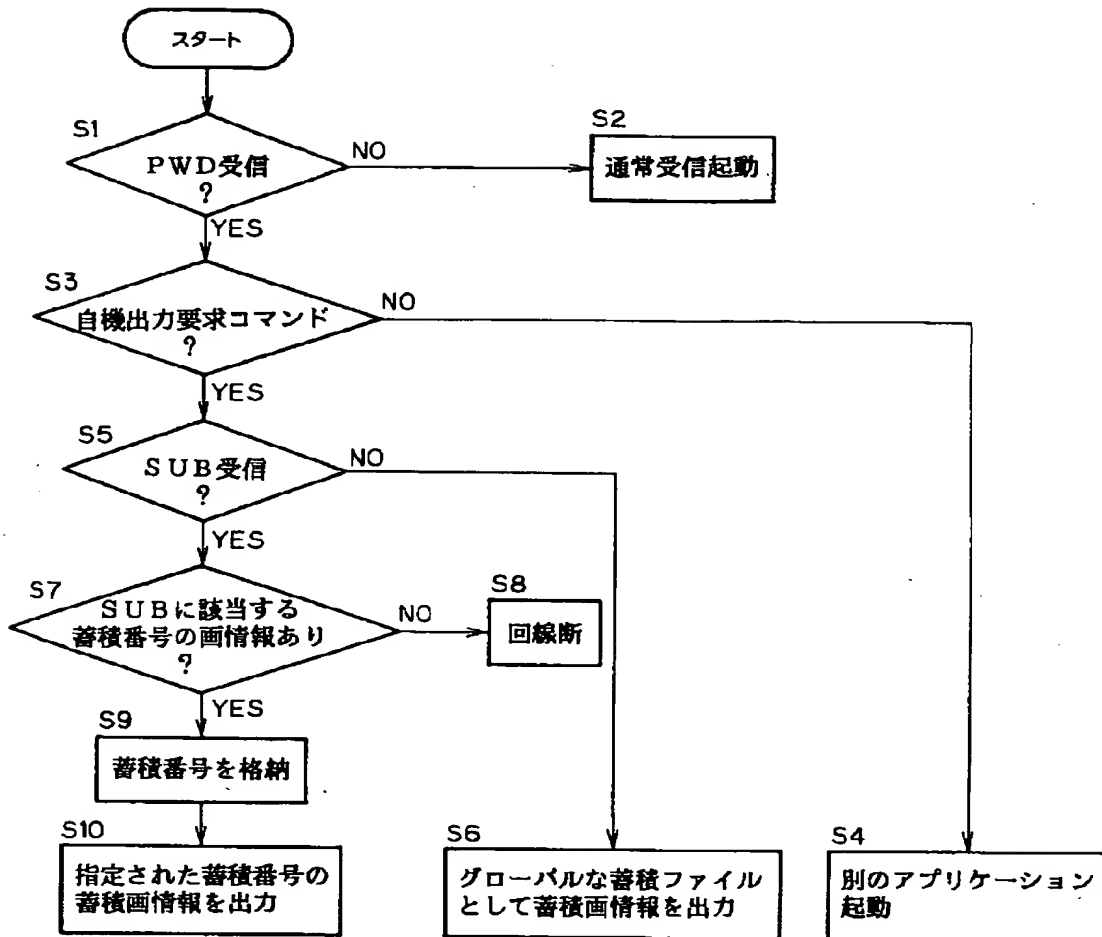 スタート
S1
PWD受信
?
NO
S2
通常受信起動
YES
S3
自機出力要求コマンド
?
NO
YES
S5
SUB受信
?
NO
YES
S7
SUBに該当する
蓄積番号の画情報あり
?
NO
S8
回線断
YES
S9
蓄積番号を格納
S10
指定された蓄積番号の
蓄積画情報を出力
S6
グローバルな蓄積ファイル
として蓄積画情報を出力
S4
別のアプリケーション
起動